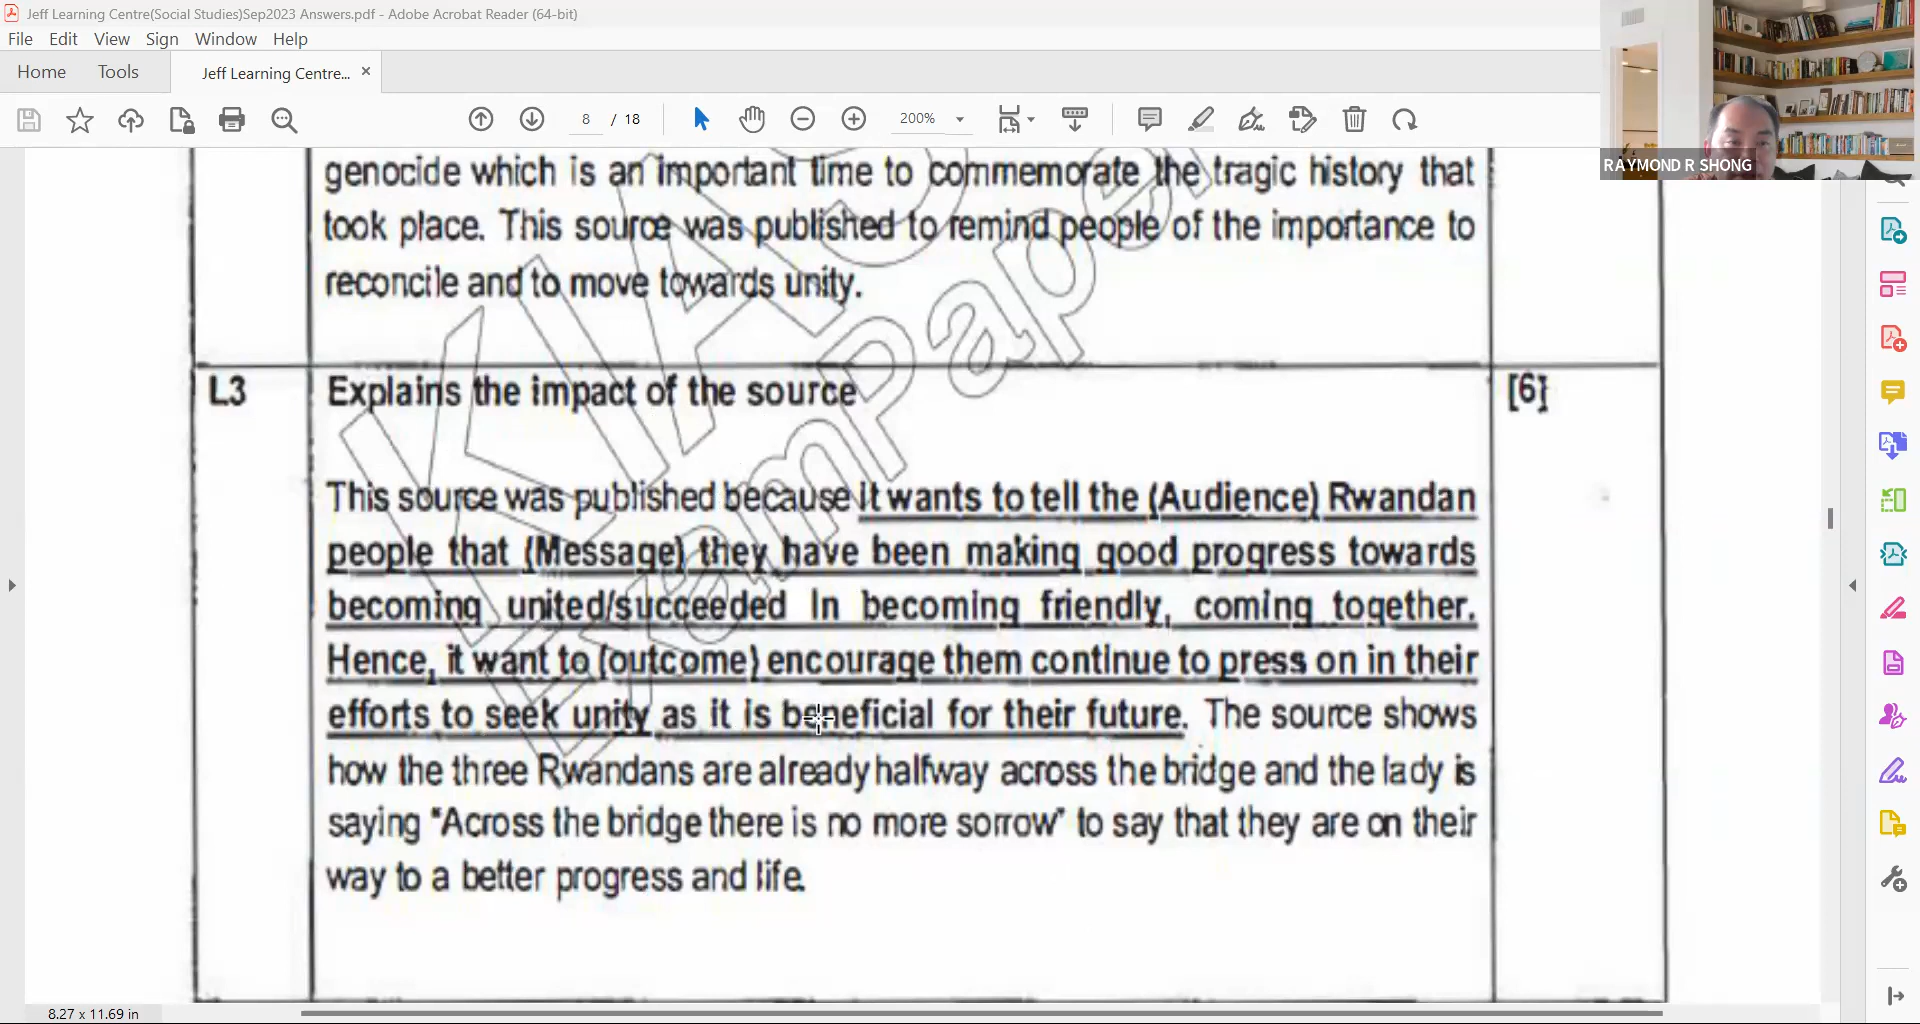 Jeff Learning Centre(Social Studies)Sep2023 Answers.pdf - Adobe Acrobat Reader (64-bit)
File Edit View Sign Window Help
Home Tools Jeff Learning Centre... ×
8 / 18 200%
RAYMOND R SHONG
genocide which is an important time to commemorate the tragic history that
took place. This source was published to remind people of the importance to
reconcile and to move towards unity.
L3 Explains the impact of the source [6]
This source was published because it wants to tell the (Audience) Rwandan
people that (Message) they have been making good progress towards
becoming united/succeeded In becoming friendly, coming together.
Hence, it want to (outcome) encourage them continue to press on in their
efforts to seek unity as it is beneficial for their future. The source shows
how the three Rwandans are already halfway across the bridge and the lady is
saying "Across the bridge there is no more sorrow" to say that they are on their
way to a better progress and life.
KIAS
ExamPaper
8.27 x 11.69 in